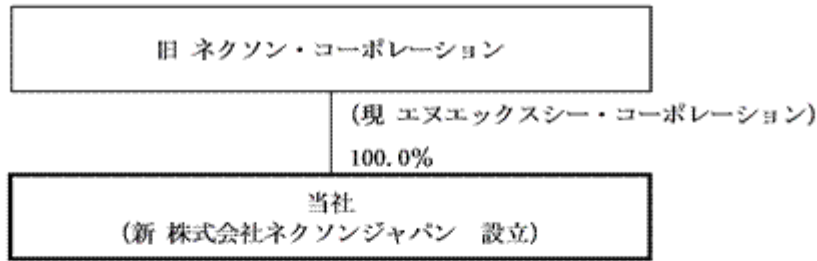 旧 ネクソン・コーポレーション
(現 エヌエックスシー・コーポレーション)
100.0%
当社
(新 株式会社ネクソンジャパン 設立)